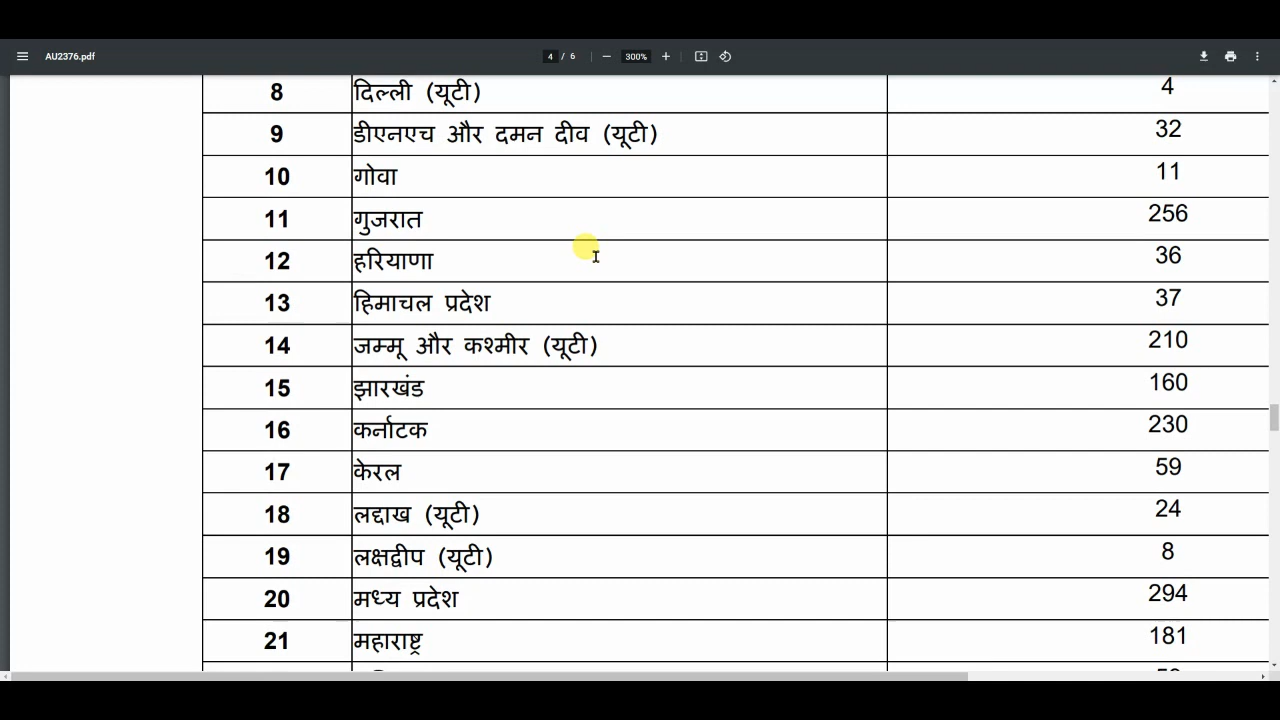 AU2376.pdf 4 / 6 300%
8 दिल्ली (यूटी) 4
9 डीएनएच और दमन दीव (यूटी) 32
10 गोवा 11
11 गुजरात 256
12 हरियाणा 36
13 हिमाचल प्रदेश 37
14 जम्मू और कश्मीर (यूटी) 210
15 झारखंड 160
16 कर्नाटक 230
17 केरल 59
18 लद्दाख (यूटी) 24
19 लक्षद्वीप (यूटी) 8
20 मध्य प्रदेश 294
21 महाराष्ट्र 181